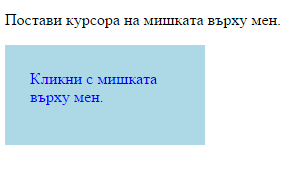 Постави курсора на мишката върху мен.
Кликни с мишката
върху мен.